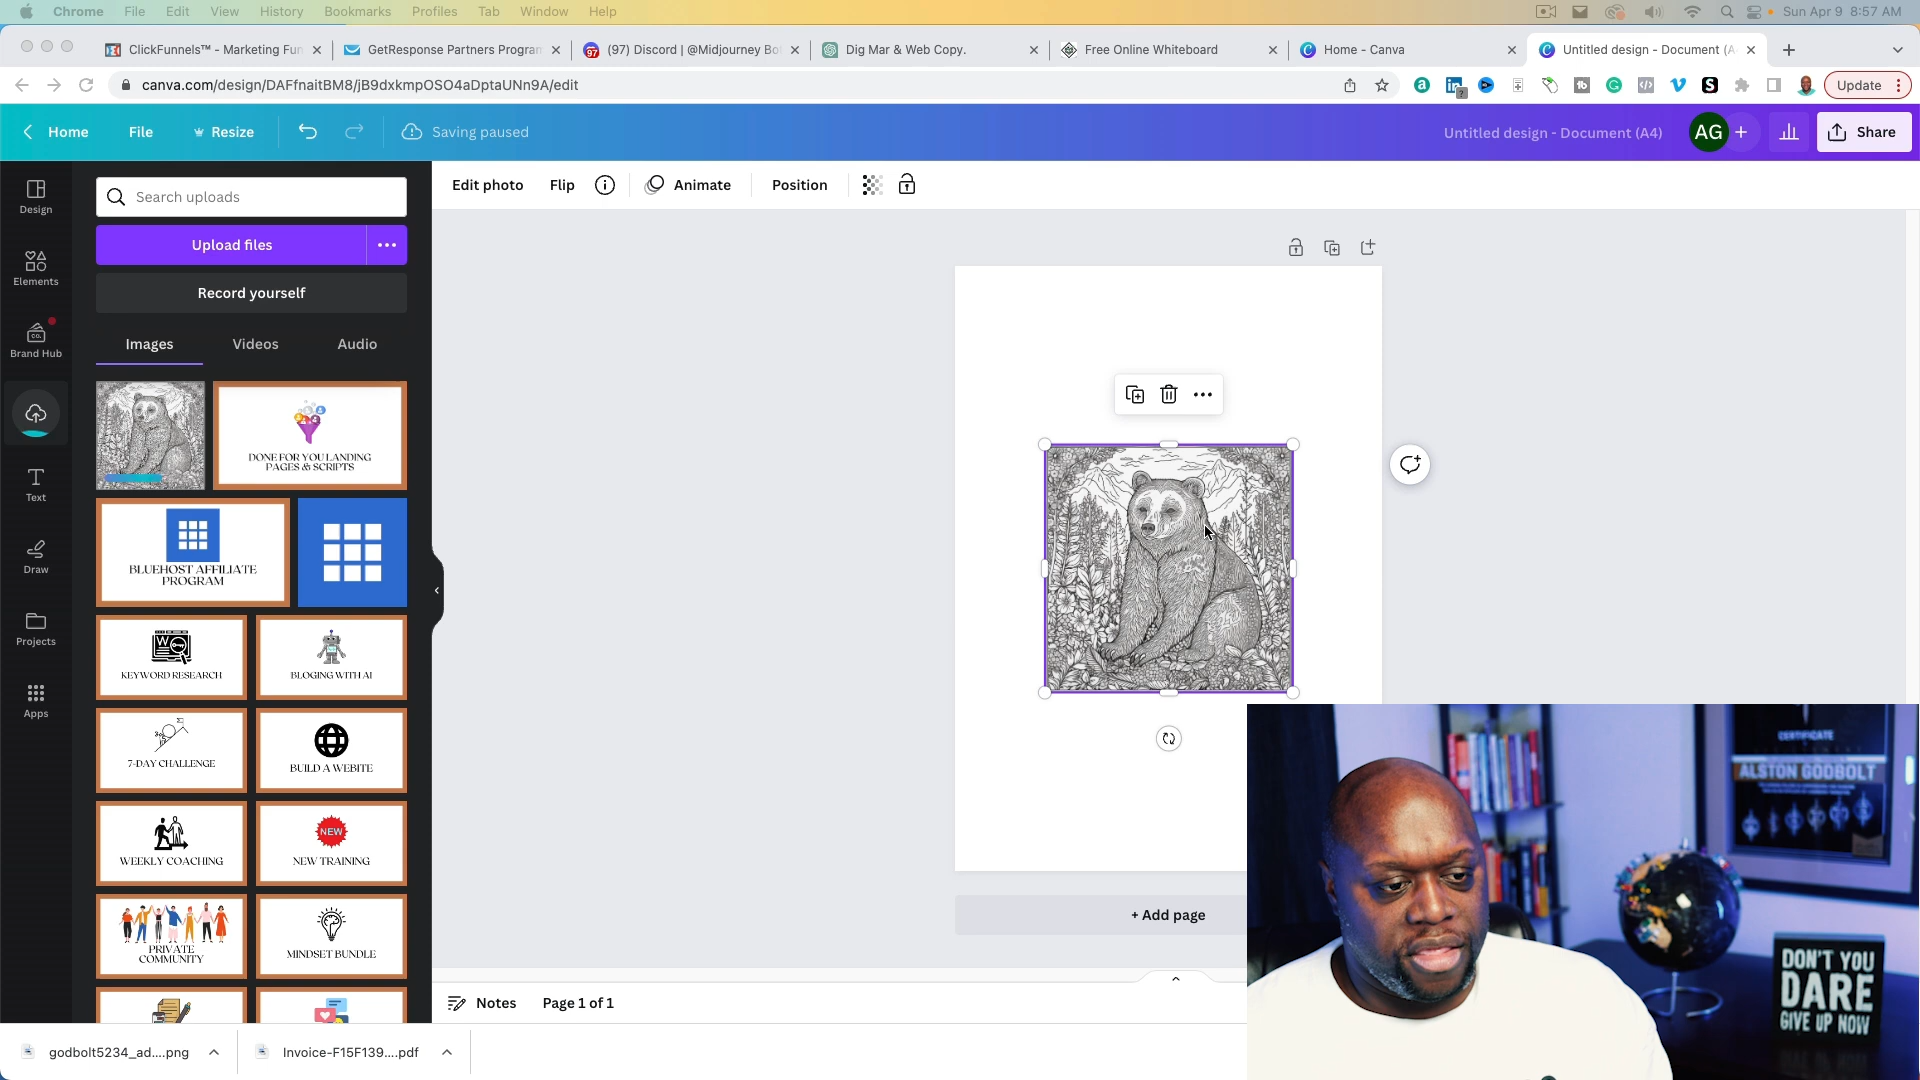 Chrome File Edit View History Bookmarks Profiles Tab Window Help Sun Apr 9 8:57 AM
ClickFunnels™ - Marketing Fun GetResponse Partners Program (97) Discord | @Midjourney Bo Dig Mar & Web Copy. Free Online Whiteboard Home - Canva Untitled design - Document (A
canva.com/design/DAFfnaitBM8/jB9dxkmpOSO4aDptaUNn9A/edit Update
Home File Resize Saving paused Untitled design - Document (A4) AG + Share
Edit photo Flip Animate Position
Design
Elements
Brand Hub
Text
Draw
Projects
Apps
Search uploads
Upload files
Record yourself
Images Videos Audio
DONE FOR YOU LANDING
PAGES & SCRIPTS
BLUEHOST AFFILIATE
PROGRAM
KEYWORD RESEARCH
BLOGING WITH AI
7-DAY CHALLENGE
BUILD A WEBITE
WEEKLY COACHING
NEW
NEW TRAINING
PRIVATE
COMMUNITY
MINDSET BUNDLE
+ Add page
Notes Page 1 of 1
godbolt5234_ad....png Invoice-F15F139....pdf
CERTIFICATE
ALSTON GODBOLT
DON'T YOU
DARE
GIVE UP NOW